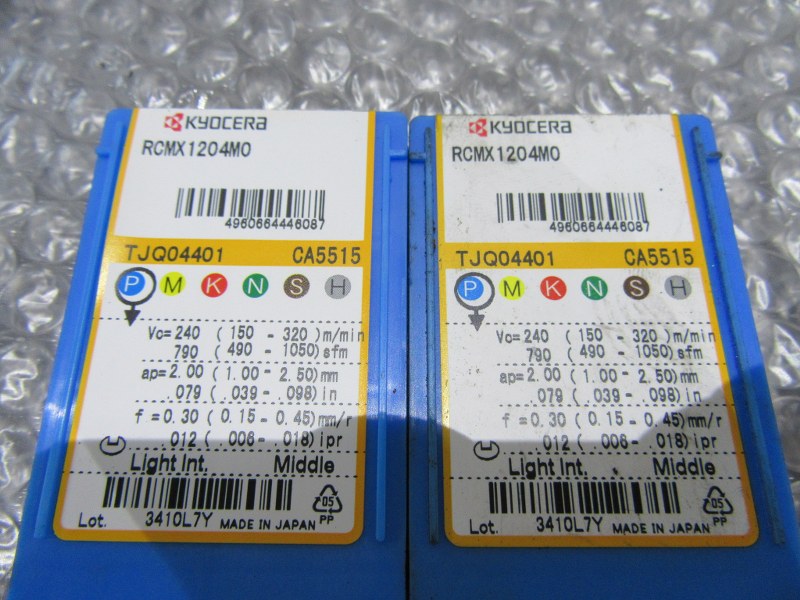 KYOCERA
RCMX1204M0
4960664446087
TJQ04401 CA5515
P M K N S H
Vc=240 (150 - 320)m/min
790 (490 - 1050)sfm
ap=2.00 (1.00 - 2.50)mm
.079 (.039 - .098)in
f=0.30 (0.15 - 0.45)mm/r
.012 (.006 - .018)ipr
Light Int. Middle
Lot. 3410L7Y MADE IN JAPAN
05
PP
KYOCERA
RCMX1204M0
4960664446087
TJQ04401 CA5515
P M K N S H
Vc=240 (150 - 320)m/min
790 (490 - 1050)sfm
ap=2.00 (1.00 - 2.50)mm
.079 (.039 - .098)in
f=0.30 (0.15 - 0.45)mm/r
.012 (.006 - .018)ipr
Light Int. Middle
Lot. 3410L7Y MADE IN JAPAN
05
PP